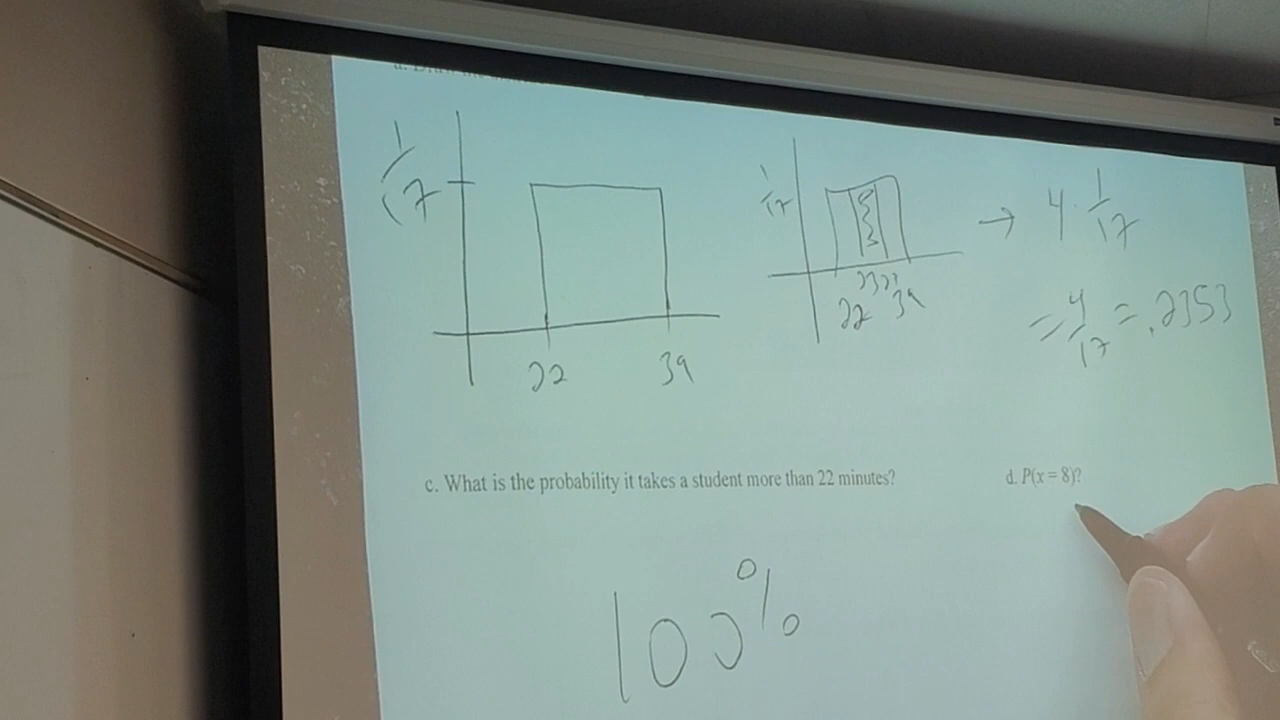 1/17
22 39
1/17
22 39
→ 4 · 1/17
= 4/17 = .2353
c. What is the probability it takes a student more than 22 minutes?
d. P(x = 8)?
100%